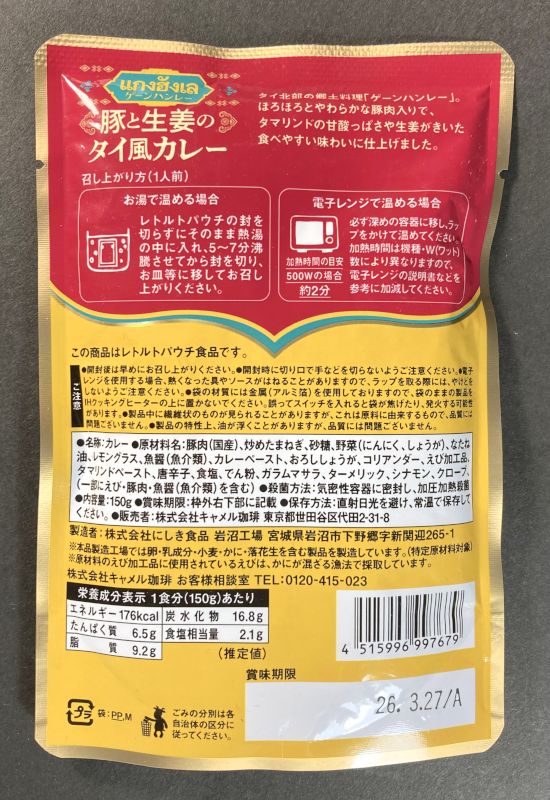 แกงฮังเล
ゲーンハンレー
豚と生姜の
タイ風カレー
タイ北部の郷土料理「ゲーンハンレー」。
ほろほろとやわらかな豚肉入りで、
タマリンドの甘酸っぱさや生姜がきいた
食べやすい味わいに仕上げました。
召し上がり方(1人前)
お湯で温める場合
レトルトパウチの封を
切らずにそのまま熱湯
の中に入れ、5〜7分沸
騰させてから封を切り、
お皿等に移してお召し
上がりください。
電子レンジで温める場合
加熱時間の目安
500Wの場合
約2分
必ず深めの容器に移し、ラッ
プをかけて温めてください。
加熱時間は機種・W(ワット)
数により異なりますので、
電子レンジの説明書などを
参考に加減してください。
この商品はレトルトパウチ食品です。
ご注意
●開封後は早めにお召し上がりください。●開封時に切り口で手などを切らないようご注意ください。●電子
レンジを使用する場合、熱くなった具やソースがはねることがありますので、ラップを取る際には、やけどを
しないようご注意ください。●袋の材質には金属(アルミ箔)を使用しておりますので、袋のままの製品を
IHクッキングヒーターの上に置かないでください。誤ってスイッチを入れると袋が焦げたり、発火する可能性
があります。●製品中に繊維状のものが見られることがありますが、これは原料に由来するもので、品質には
問題ございません。●製品の特性上、油が浮くことがありますが、品質には問題ございません。
●名称:カレー ●原材料名:豚肉(国産)、炒めたまねぎ、砂糖、野菜(にんにく、しょうが)、なたね
油、レモングラス、魚醤(魚介類)、カレーペースト、おろししょうが、コリアンダー、えび加工品、
タマリンドペースト、唐辛子、食塩、でん粉、ガラムマサラ、ターメリック、シナモン、クローブ、
(一部にえび・豚肉・魚醤(魚介類)を含む) ●殺菌方法:気密性容器に密封し、加圧加熱殺菌
●内容量:150g ●賞味期限:枠外右下部に記載 ●保存方法:直射日光を避け、常温で保存して
ください。●販売者:株式会社キャメル珈琲 東京都世田谷区代田2-31-8
製造者:株式会社にしき食品 岩沼工場 宮城県岩沼市下野郷字新関迎265-1
※本品製造工場では卵・乳成分・小麦・かに・落花生を含む製品を製造しています。(特定原材料対象)
※原材料のえび加工品に使用されているえびは、かにが混ざる漁法で採取しています。
株式会社キャメル珈琲 お客様相談室 TEL:0120-415-023
栄養成分表示 1食分(150g)あたり
エネルギー 176kcal 炭水化物 16.8g
たんぱく質 6.5g 食塩相当量 2.1g
脂質 9.2g (推定値)
4 515996 997679
賞味期限
26. 3.27/A
プラ
袋:PP,M
ごみの分別は各
自治体の区分に
従ってください。